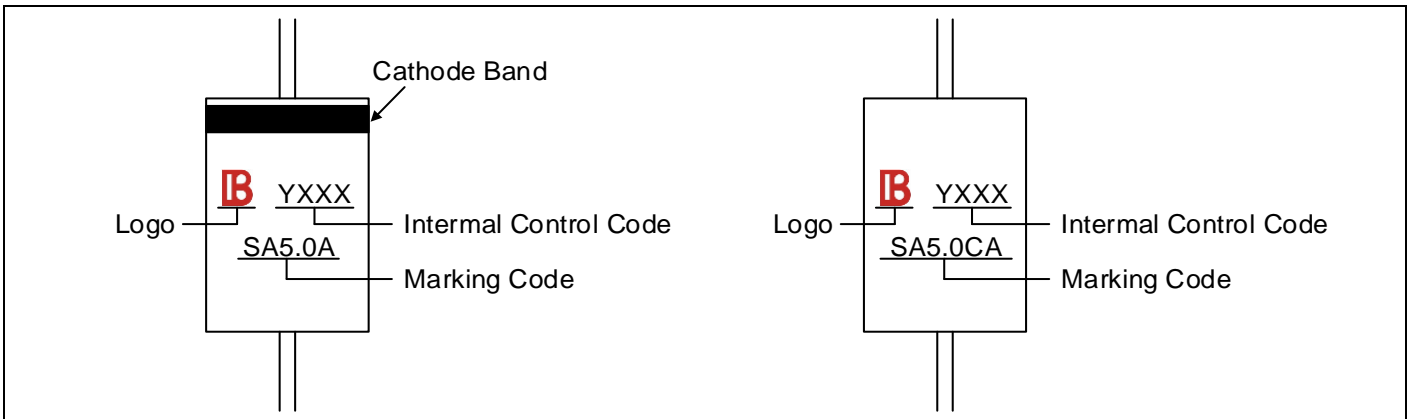 Cathode Band
B YXXX
Logo
Intermal Control Code
SA5.0A
Marking Code
B YXXX
Logo
Intermal Control Code
SA5.0CA
Marking Code